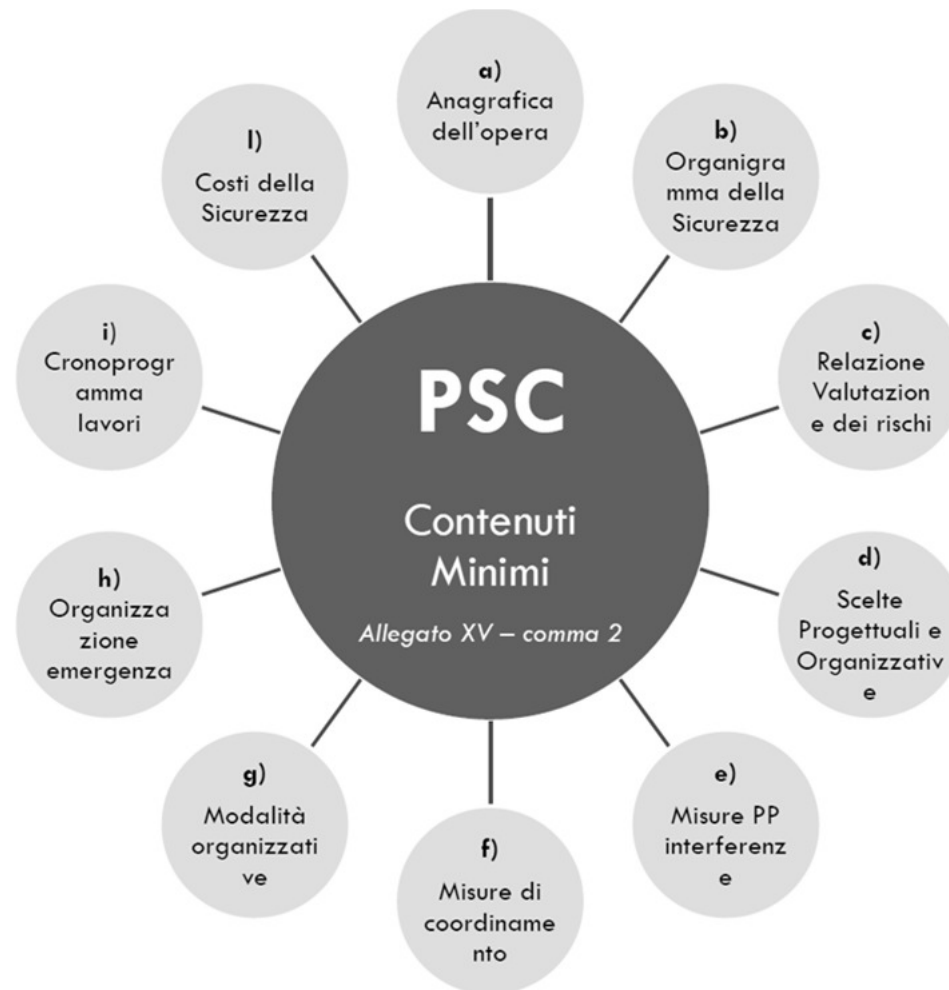 PSC
Contenuti
Minimi
Allegato XV – comma 2
a)
Anagrafica
dell'opera
b)
Organigra
mma della
Sicurezza
c)
Relazione
Valutazion
e dei rischi
d)
Scelte
Progettuali e
Organizzativ
e
e)
Misure PP
interferenz
e
f)
Misure di
coordiname
nto
g)
Modalità
organizzati
ve
h)
Organizza
zione
emergenza
i)
Cronoprogr
amma
lavori
l)
Costi della
Sicurezza